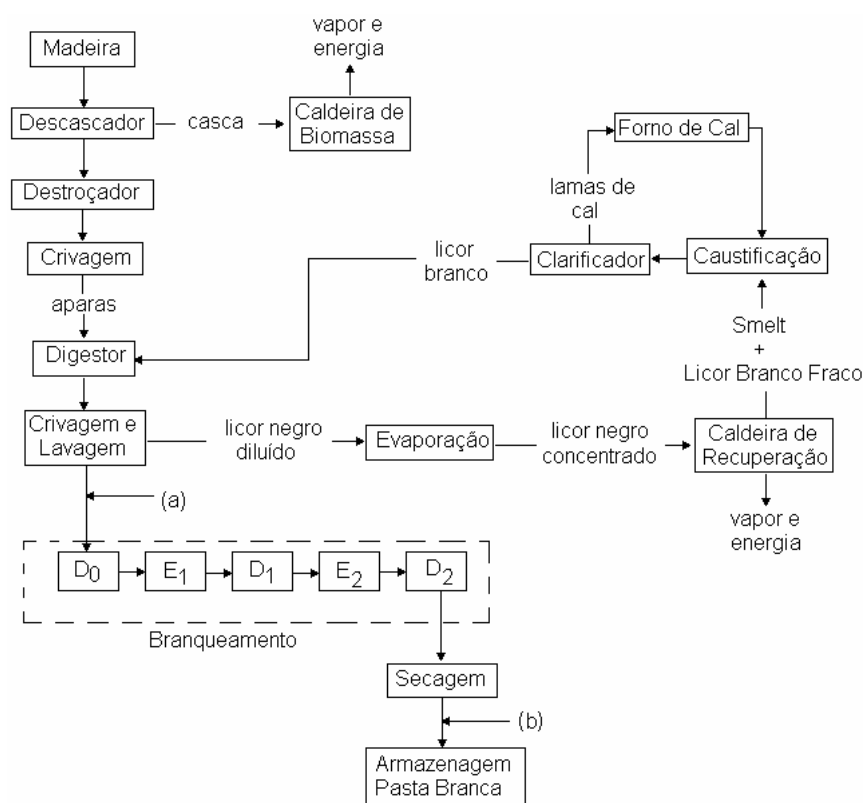 Madeira
vapor e
energia
Descascador
casca
Caldeira de
Biomassa
Forno de Cal
Destroçador
lamas de
cal
Crivagem
licor
branco
Clarificador
Caustificação
aparas
Smelt
+
Licor Branco Fraco
Digestor
Crivagem e
Lavagem
licor negro
diluído
Evaporação
licor negro
concentrado
Caldeira de
Recuperação
(a)
vapor e
energia
D0
E1
D1
E2
D2
Branqueamento
Secagem
(b)
Armazenagem
Pasta Branca